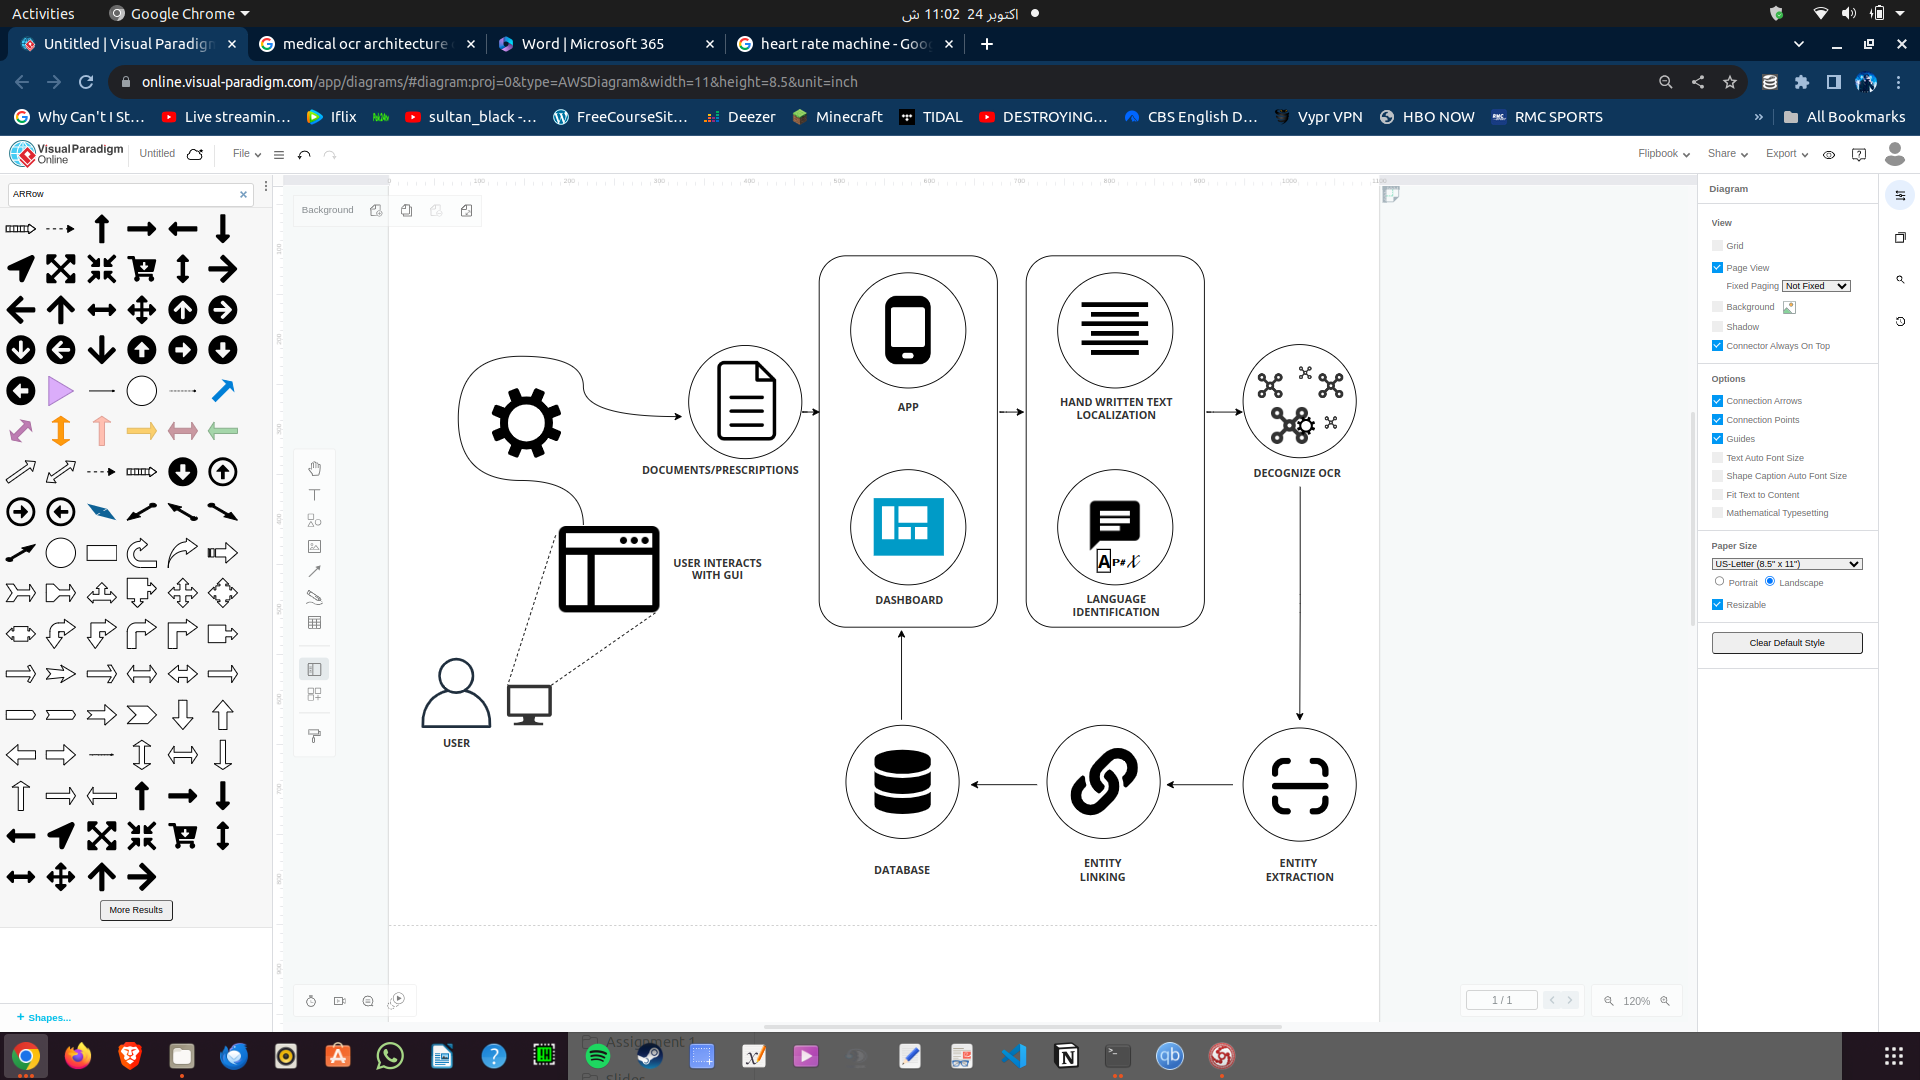 Activities
Google Chrome
اکتوبر 24 11:02 ش
Untitled | Visual Paradigm
medical ocr architecture
Word | Microsoft 365
heart rate machine - Goo
online.visual-paradigm.com/app/diagrams/#diagram:proj=0&type=AWSDiagram&width=11&height=8.5&unit=inch
Why Can't I St...
Live streamin...
Iflix
sultan_black -...
FreeCourseSit...
Deezer
Minecraft
TIDAL
DESTROYING...
CBS English D...
Vypr VPN
HBO NOW
RMC SPORTS
All Bookmarks
Visual Paradigm
Online
Untitled
File
Flipbook
Share
Export
ARRow
Background
More Results
+ Shapes...
APP
DASHBOARD
HAND WRITTEN TEXT
LOCALIZATION
LANGUAGE
IDENTIFICATION
DOCUMENTS/PRESCRIPTIONS
DECOGNIZE OCR
USER INTERACTS
WITH GUI
USER
DATABASE
ENTITY
LINKING
ENTITY
EXTRACTION
1 / 1
120%
Diagram
View
Grid
Page View
Fixed Paging Not Fixed
Background
Shadow
Connector Always On Top
Options
Connection Arrows
Connection Points
Guides
Text Auto Font Size
Shape Caption Auto Font Size
Fit Text to Content
Mathematical Typesetting
Paper Size
US-Letter (8.5" x 11")
Portrait
Landscape
Resizable
Clear Default Style
Assignment 1